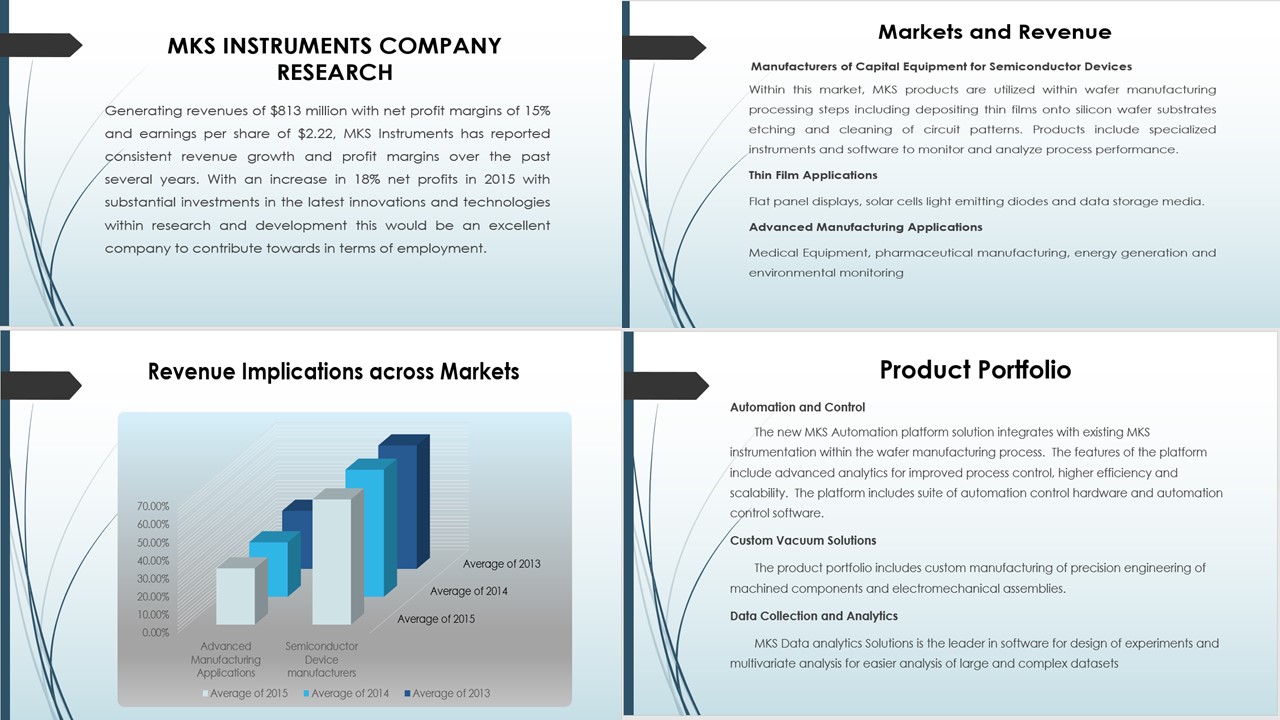 MKS INSTRUMENTS COMPANY
RESEARCH
Generating revenues of $813 million with net profit margins of 15%
and earnings per share of $2.22, MKS Instruments has reported
consistent revenue growth and profit margins over the past
several years. With an increase in 18% net profits in 2015 with
substantial investments in the latest innovations and technologies
within research and development this would be an excellent
company to contribute towards in terms of employment.
Markets and Revenue
Manufacturers of Capital Equipment for Semiconductor Devices
Within this market, MKS products are utilized within wafer manufacturing
processing steps including depositing thin films onto silicon wafer substrates
etching and cleaning of circuit patterns. Products include specialized
instruments and software to monitor and analyze process performance.
Thin Film Applications
Flat panel displays, solar cells light emitting diodes and data storage media.
Advanced Manufacturing Applications
Medical Equipment, pharmaceutical manufacturing, energy generation and
environmental monitoring
Revenue Implications across Markets
70.00%
60.00%
50.00%
40.00%
30.00%
20.00%
10.00%
0.00%
Average of 2013
Average of 2014
Average of 2015
Advanced
Manufacturing
Applications
Semiconductor
Device
manufacturers
Average of 2015 Average of 2014 Average of 2013
Product Portfolio
Automation and Control
The new MKS Automation platform solution integrates with existing MKS
instrumentation within the wafer manufacturing process. The features of the platform
include advanced analytics for improved process control, higher efficiency and
scalability. The platform includes suite of automation control hardware and automation
control software.
Custom Vacuum Solutions
The product portfolio includes custom manufacturing of precision engineering of
machined components and electromechanical assemblies.
Data Collection and Analytics
MKS Data analytics Solutions is the leader in software for design of experiments and
multivariate analysis for easier analysis of large and complex datasets